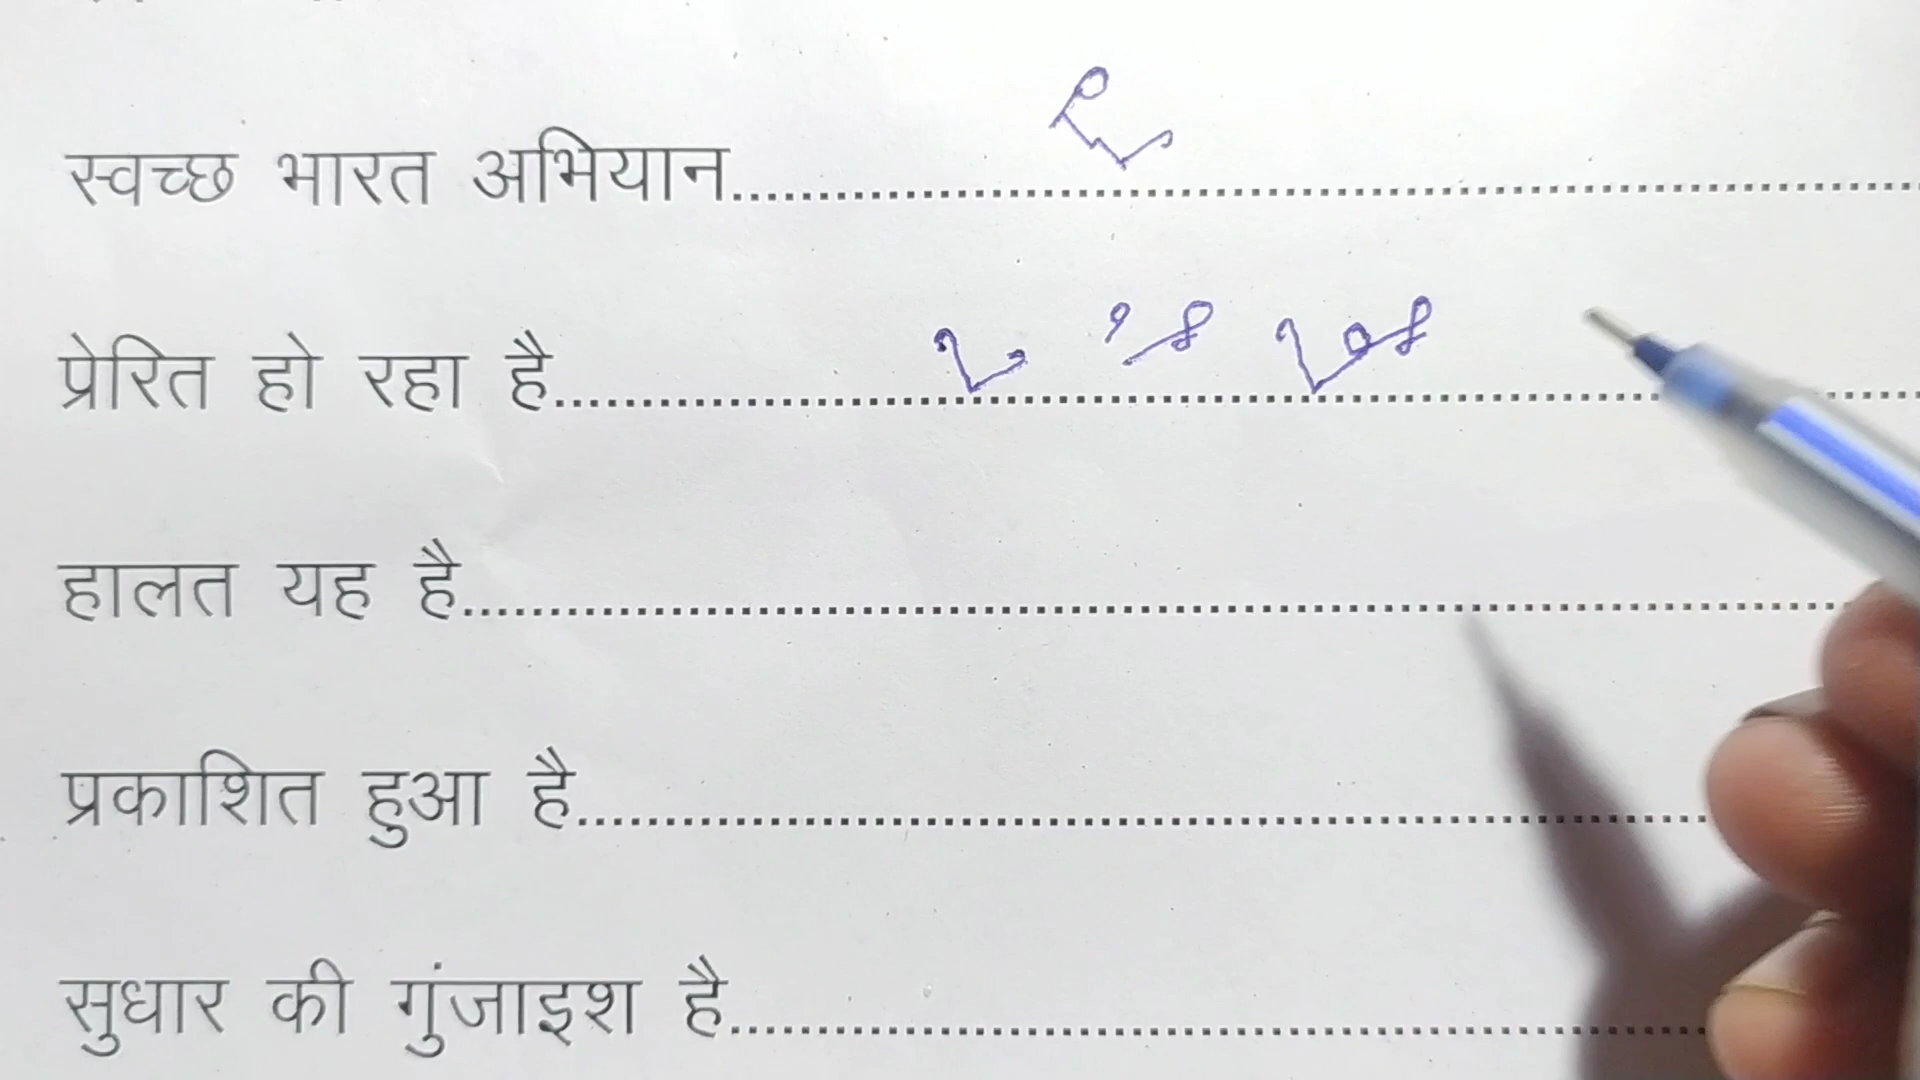 स्वच्छ भारत अभियान........................................
प्रेरित हो रहा है........................................
हालत यह है........................................
प्रकाशित हुआ है........................................
सुधार की गुंजाइश है........................................